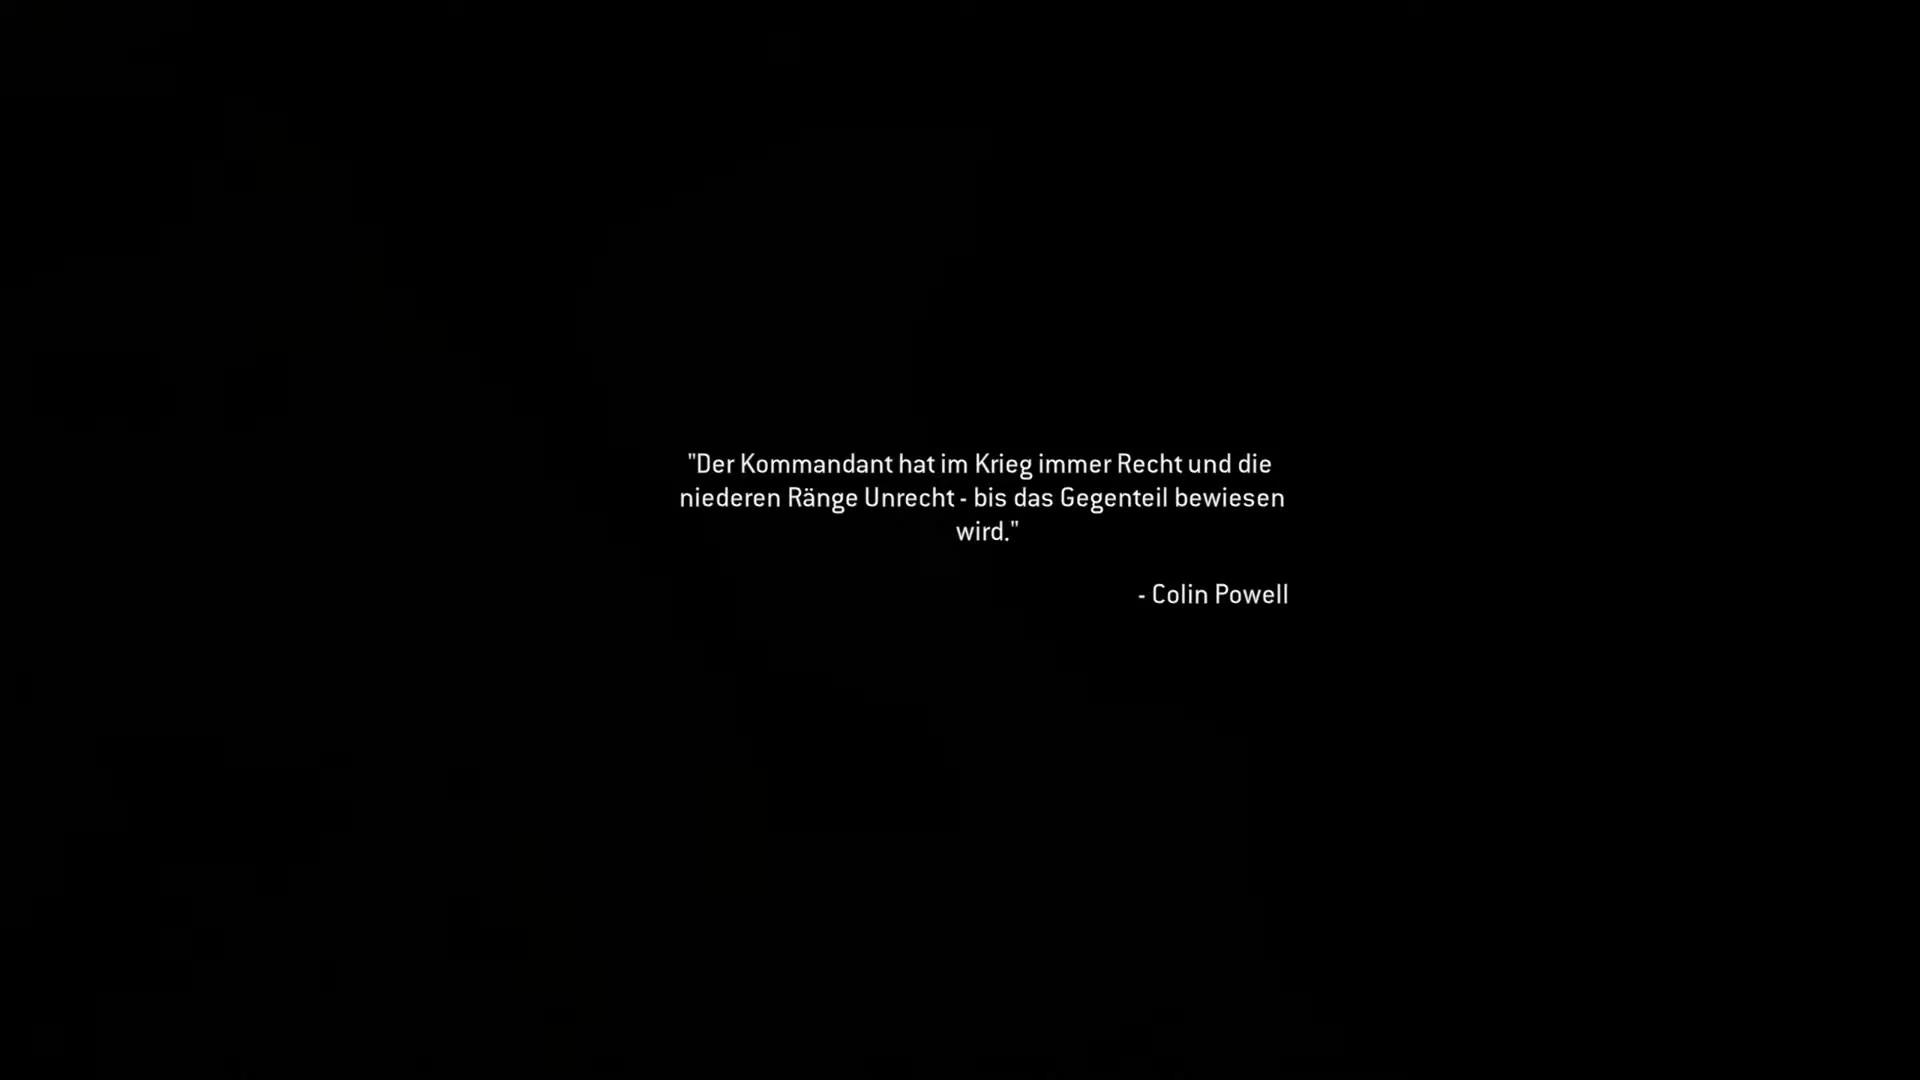 "Der Kommandant hat im Krieg immer Recht und die
niederen Ränge Unrecht - bis das Gegenteil bewiesen
wird."
- Colin Powell